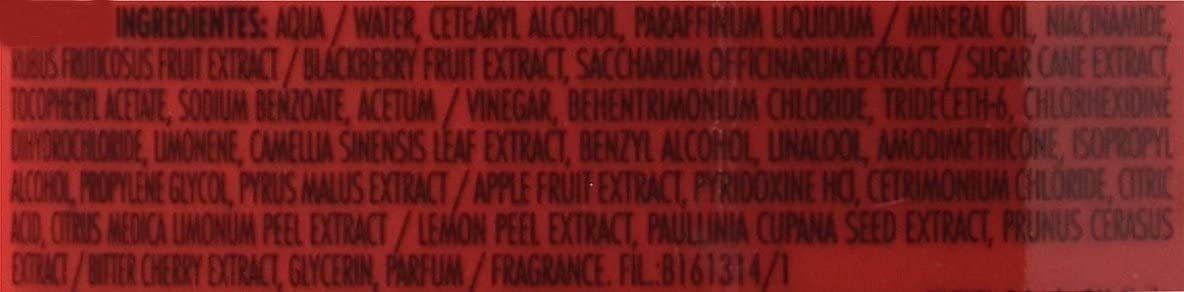 INGREDIENTES: AQUA / WATER, CETEARYL ALCOHOL, PARAFFINUM LIQUIDUM / MINERAL OIL, NIACINAMIDE,
RUBUS FRUTICOSUS FRUIT EXTRACT / BLACKBERRY FRUIT EXTRACT, SACCHARUM OFFICINARUM EXTRACT / SUGAR CANE EXTRACT,
TOCOPHERYL ACETATE, SODIUM BENZOATE, ACETUM / VINEGAR, BEHENTRIMONIUM CHLORIDE, TRIDECETH-6, CHLORHEXIDINE
DIHYDROCHLORIDE, LIMONENE, CAMELLIA SINENSIS LEAF EXTRACT, BENZYL ALCOHOL, LINALOOL, AMODIMETHICONE, ISOPROPYL
ALCOHOL, PROPYLENE GLYCOL, PYRUS MALUS EXTRACT / APPLE FRUIT EXTRACT, PYRIDOXINE HCl, CETRIMONIUM CHLORIDE, CITRIC
ACID, CITRUS MEDICA LIMONUM PEEL EXTRACT / LEMON PEEL EXTRACT, PAULLINIA CUPANA SEED EXTRACT, PRUNUS CERASUS
EXTRACT / BITTER CHERRY EXTRACT, GLYCERIN, PARFUM / FRAGRANCE. FIL.:B161314/1